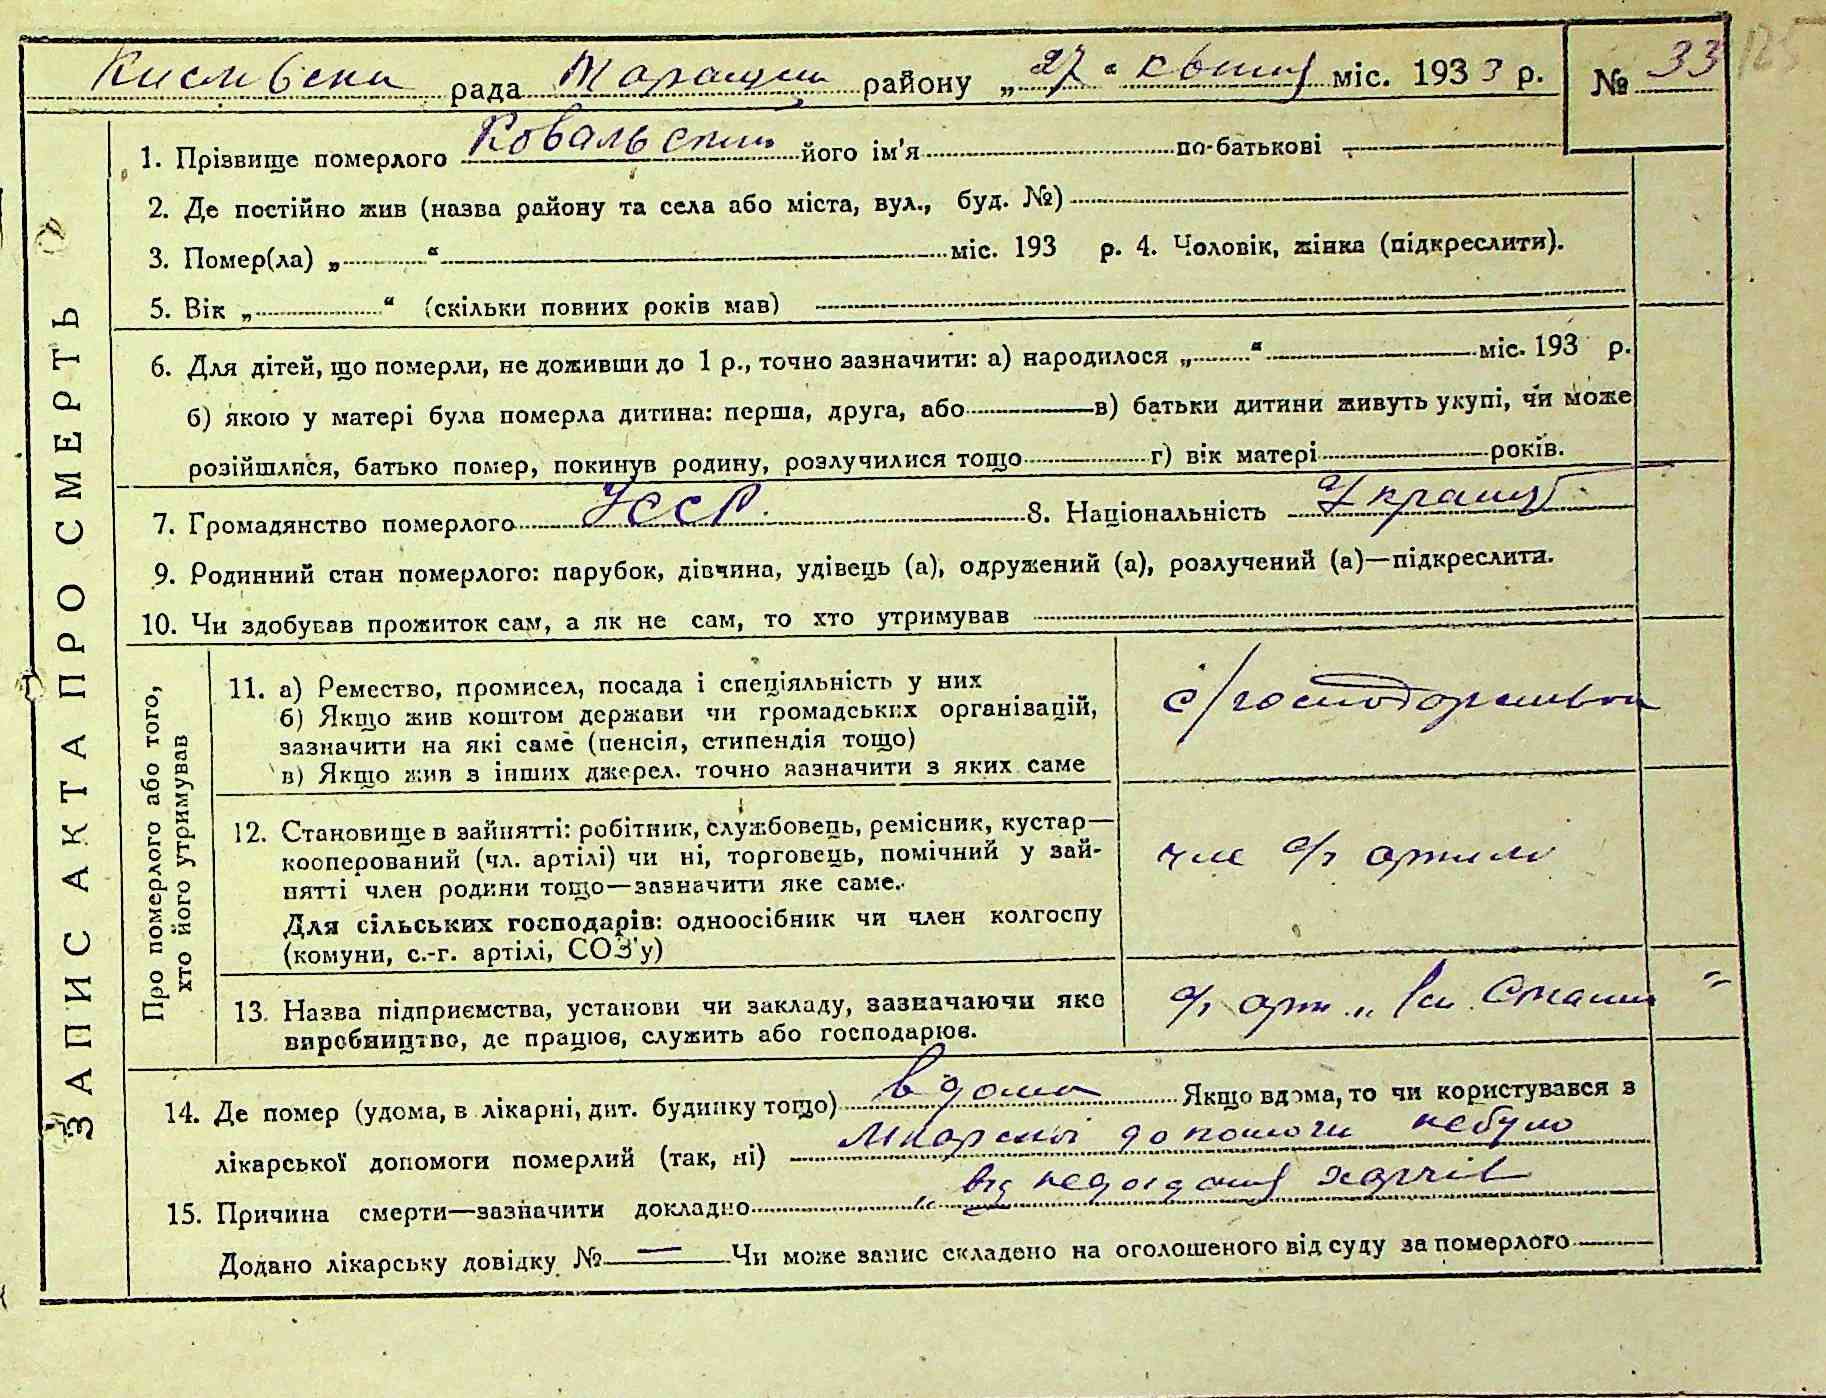 Кислівська рада Таращан району „27“ квітня міс. 1933 р. № 33
125
ЗАПИС АКТА ПРО СМЕРТЬ
1. Прізвище померлого Ковальський його ім'я по-батькові
2. Де постійно жив (назва району та села або міста, вул., буд. №)
3. Помер(ла) „ “ міс. 193 р. 4. Чоловік, жінка (підкреслити).
5. Вік „ “ (скільки повних років мав)
6. Для дітей, що померли, не доживши до 1 р., точно зазначити: а) народилося „ “ міс. 193 р.
б) якою у матері була померла дитина: перша, друга, або в) батьки дитини живуть укупі, чи може
розійшлися, батько помер, покинув родину, розлучилися тощо г) вік матері років.
7. Громадянство померлого УССР. 8. Національність Українець
9. Родинний стан померлого: парубок, дівчина, удівець (а), одружений (а), розлучений (а)—підкреслити.
10. Чи здобував прожиток сам, а як не сам, то хто утримував
Про померлого або того,
хто його утримував
11. а) Ремество, промисел, посада і спеціяльність у них
б) Якщо жив коштом держави чи громадських організацій,
зазначити на які саме (пенсія, стипендія тощо)
в) Якщо жив з інших джерел. точно зазначити з яких саме
с/господарство
12. Становище в зайнятті: робітник, службовець, ремісник, кустар—
кооперований (чл. артілі) чи ні, торговець, помічний у зай-
нятті член родини тощо—зазначити яке саме.
Для сільських господарів: одноосібник чи член колгоспу
(комуни, с.-г. артілі, СОЗ'у)
член с/г артілі
13. Назва підприємства, установи чи закладу, зазначаючи яке
виробництво, де працює, служить або господарює.
с/г арт. „Ім. Сталіна“
14. Де помер (удома, в лікарні, дит. будинку тощо) вдома Якщо вдома, то чи користувався з
лікарської допомоги померлий (так, ні) лікарської допомоги небуло
15. Причина смерти—зазначити докладно від недоїдання харчів
Додано лікарську довідку № — Чи може запис складено на оголошеного від суду за померлого